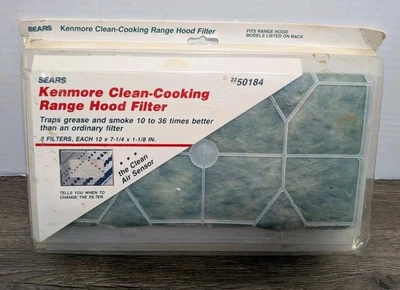 SEARS Kenmore Clean-Cooking Range Hood Filter
FITS RANGE HOOD
MODELS LISTED ON BACK
SEARS
Kenmore Clean-Cooking
Range Hood Filter
22 50184
Traps grease and smoke 10 to 36 times better
than an ordinary filter
2 FILTERS, EACH 12 x 7-1/4 x 1-1/8 IN.
the Clean
Air Sensor
TELLS YOU WHEN TO
CHANGE THE FILTER.